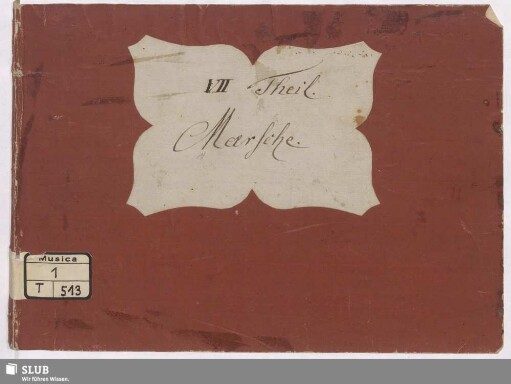 VII Theil.
Marsche.
Musica
1
T 513
SLUB
Wir führen Wissen.